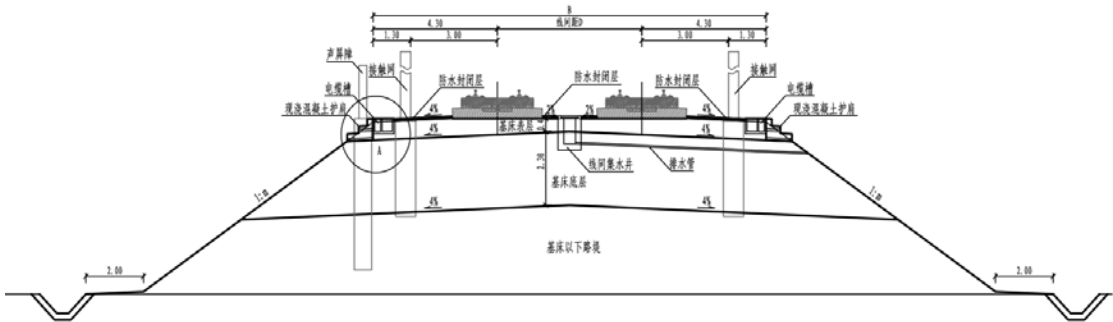 B
4.30 线间距D 4.30
1.30 3.00 3.00 1.30
声屏障 接触网 防水封闭层 防水封闭层 防水封闭层 接触网
电缆槽 电缆槽
现浇混凝土护肩 现浇混凝土护肩
4% 2% 2% 4%
4% 基床表层 4%
A
线间集水井 排水管
2.30
基床底层
1:m 1:m
4% 4%
基床以下路堤
2.00 2.00